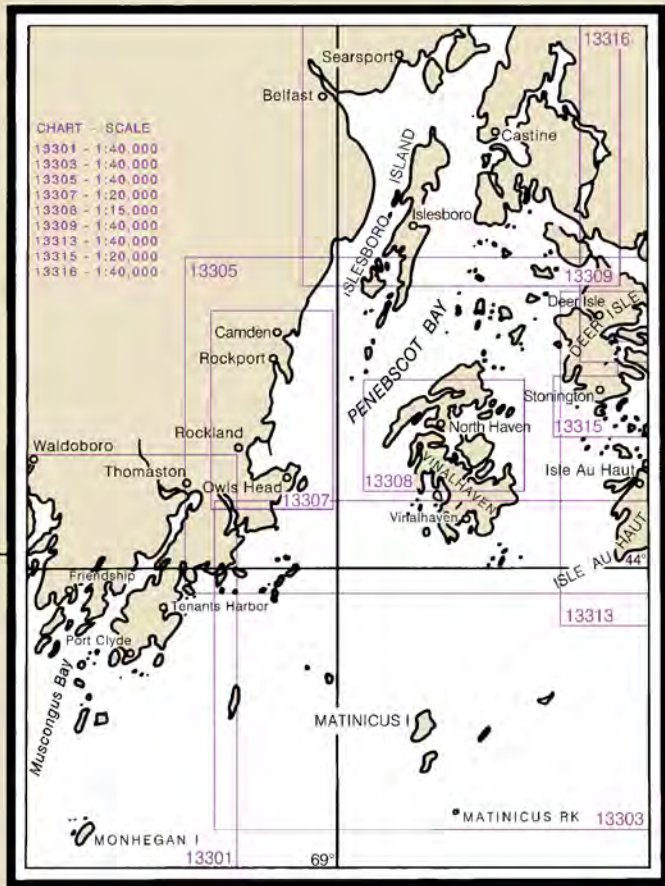 13316
Searsport
Belfast
CHART - SCALE
13301 - 1:40,000
13303 - 1:40,000
13305 - 1:40,000
13307 - 1:20,000
13308 - 1:15,000
13309 - 1:40,000
13313 - 1:40,000
13315 - 1:20,000
13316 - 1:40,000
Castine
ISLESBORO ISLAND
Islesboro
13305
13309
Deer Isle
DEER ISLE
Camden
Rockport
PENEBSCOT BAY
Stonington
North Haven
13315
Rockland
Waldoboro
Thomaston
Owls Head
13307
13308
VINALHAVEN I
Vinalhaven
Isle Au Haut
ISLE AU HAUT
44°
Friendship
Tenants Harbor
13313
Port Clyde
Muscongus Bay
MATINICUS I
MATINICUS RK
13303
MONHEGAN I
13301
69°